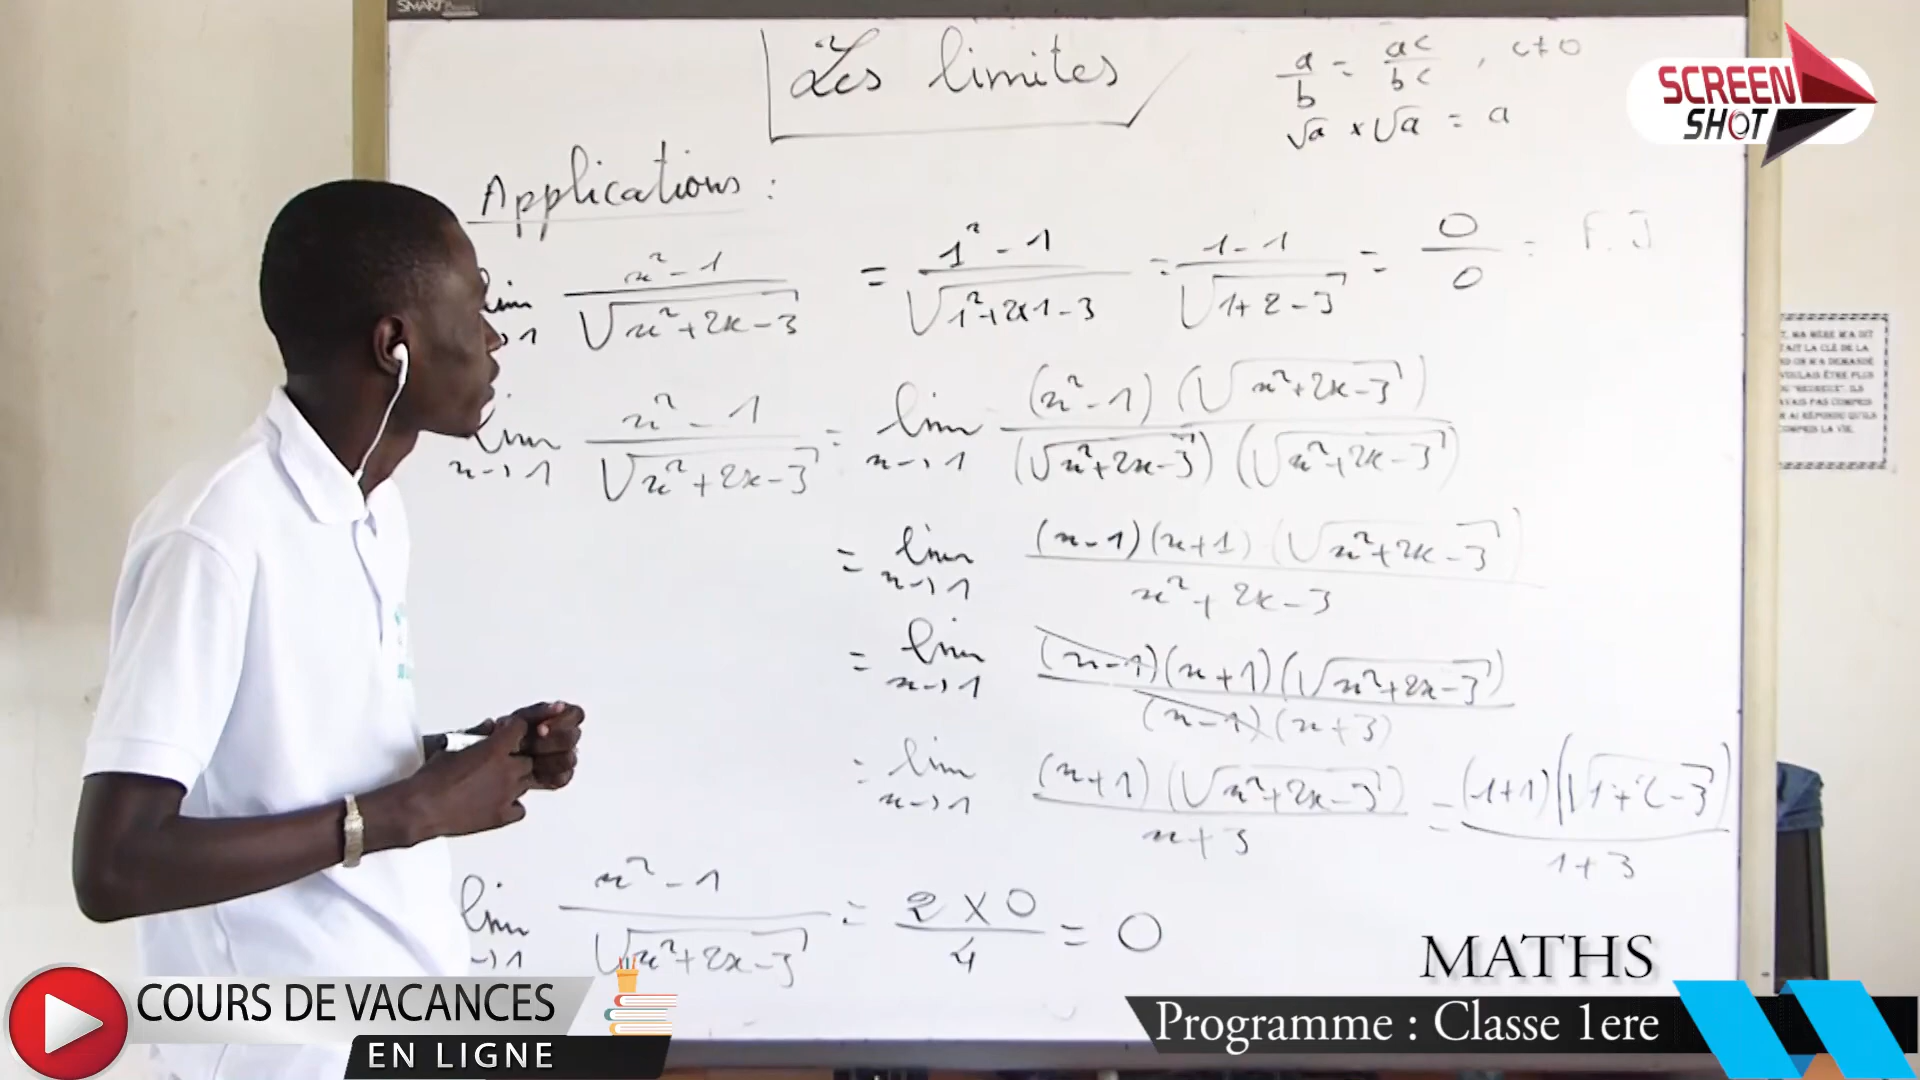 SMART
Les limites
a/b = ac/bc , c≠0
√a × √a = a
SCREEN
SHOT
Applications :
lim x→1 (x²-1)/√(x²+2x-3) = (1²-1)/√(1²+2x1-3) = (1-1)/√(1+2-3) = 0/0 = F.I
lim x→1 (x²-1)/√(x²+2x-3) = lim x→1 (x²-1)(√(x²+2x-3))/(√(x²+2x-3))(√(x²+2x-3))
= lim x→1 (x-1)(x+1)(√(x²+2x-3))/(x²+2x-3)
= lim x→1 (x-1)(x+1)(√(x²+2x-3))/(x-1)(x+3)
= lim x→1 (x+1)(√(x²+2x-3))/(x+3) = (1+1)(√(1+2-3))/(1+3)
lim →1 (x²-1)/√(x²+2x-3) = (2×0)/4 = 0
MATHS
Programme : Classe 1ere
COURS DE VACANCES
EN LIGNE